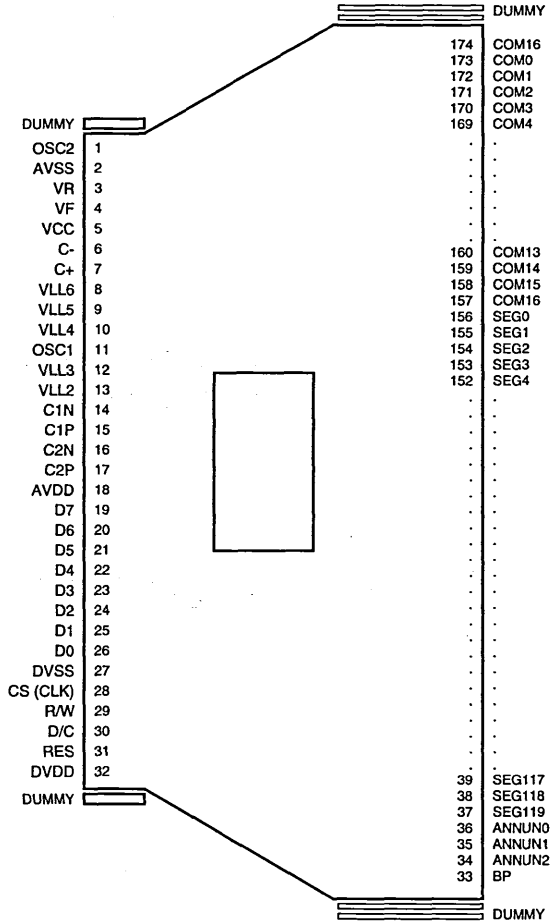 DUMMY
174 COM16
173 COM0
172 COM1
171 COM2
170 COM3
169 COM4
. .
. .
. .
160 COM13
159 COM14
158 COM15
157 COM16
156 SEG0
155 SEG1
154 SEG2
153 SEG3
152 SEG4
. .
. .
. .
39 SEG117
38 SEG118
37 SEG119
36 ANNUN0
35 ANNUN1
34 ANNUN2
33 BP
DUMMY
DUMMY
OSC2 1
AVSS 2
VR 3
VF 4
VCC 5
C- 6
C+ 7
VLL6 8
VLL5 9
VLL4 10
OSC1 11
VLL3 12
VLL2 13
C1N 14
C1P 15
C2N 16
C2P 17
AVDD 18
D7 19
D6 20
D5 21
D4 22
D3 23
D2 24
D1 25
D0 26
DVSS 27
CS (CLK) 28
R/W 29
D/C 30
RES 31
DVDD 32
DUMMY